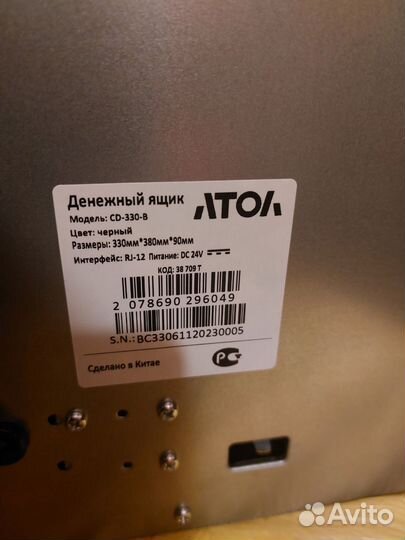 Денежный ящик
АТОЛ
Модель: CD-330-B
Цвет: черный
Размеры: 330мм*380мм*90мм
Интерфейс: RJ-12 Питание: DC 24V
КОД: 38 709 Т
2 078690 296049
S.N.:BC33061120230005
Сделано в Китае
РС
Avito